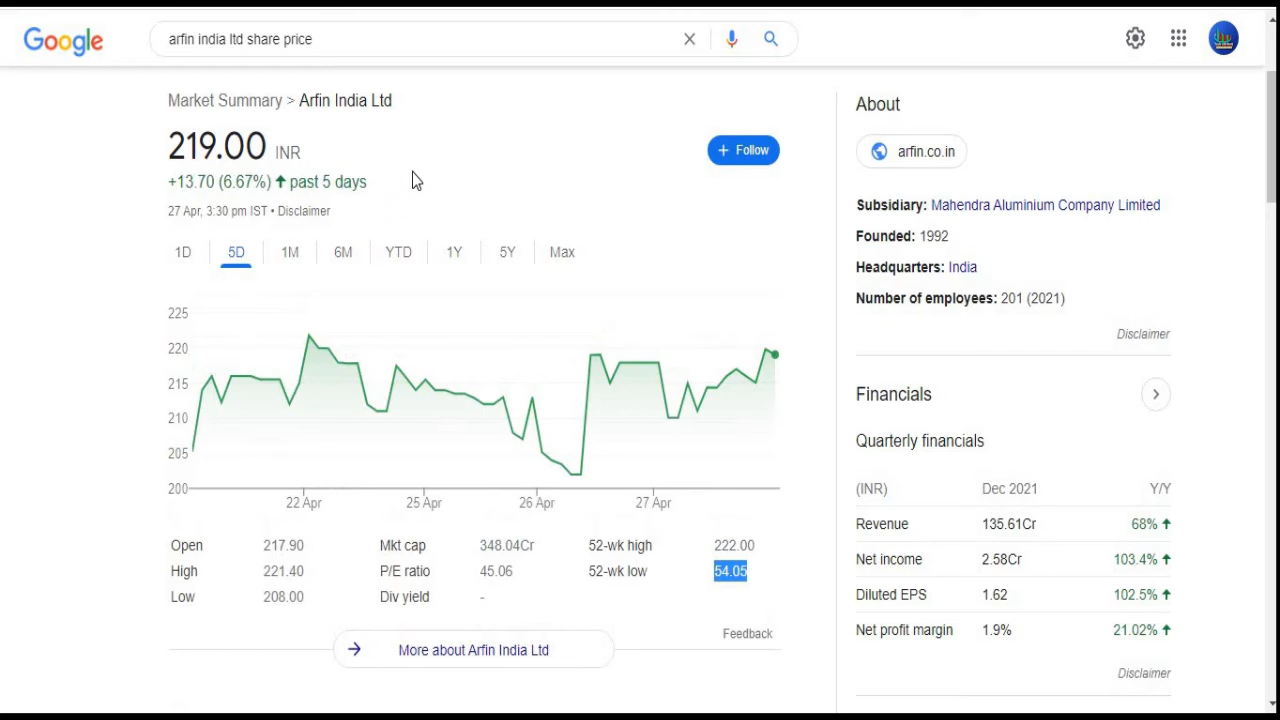 Google
arfin india ltd share price
Market Summary > Arfin India Ltd
219.00 INR
+ Follow
+13.70 (6.67%) ↑ past 5 days
27 Apr, 3:30 pm IST • Disclaimer
1D 5D 1M 6M YTD 1Y 5Y Max
225
220
215
210
205
200
22 Apr 25 Apr 26 Apr 27 Apr
Open 217.90 Mkt cap 348.04Cr 52-wk high 222.00
High 221.40 P/E ratio 45.06 52-wk low 54.05
Low 208.00 Div yield -
Feedback
More about Arfin India Ltd
About
arfin.co.in
Subsidiary: Mahendra Aluminium Company Limited
Founded: 1992
Headquarters: India
Number of employees: 201 (2021)
Disclaimer
Financials
Quarterly financials
(INR) Dec 2021 Y/Y
Revenue 135.61Cr 68% ↑
Net income 2.58Cr 103.4% ↑
Diluted EPS 1.62 102.5% ↑
Net profit margin 1.9% 21.02% ↑
Disclaimer